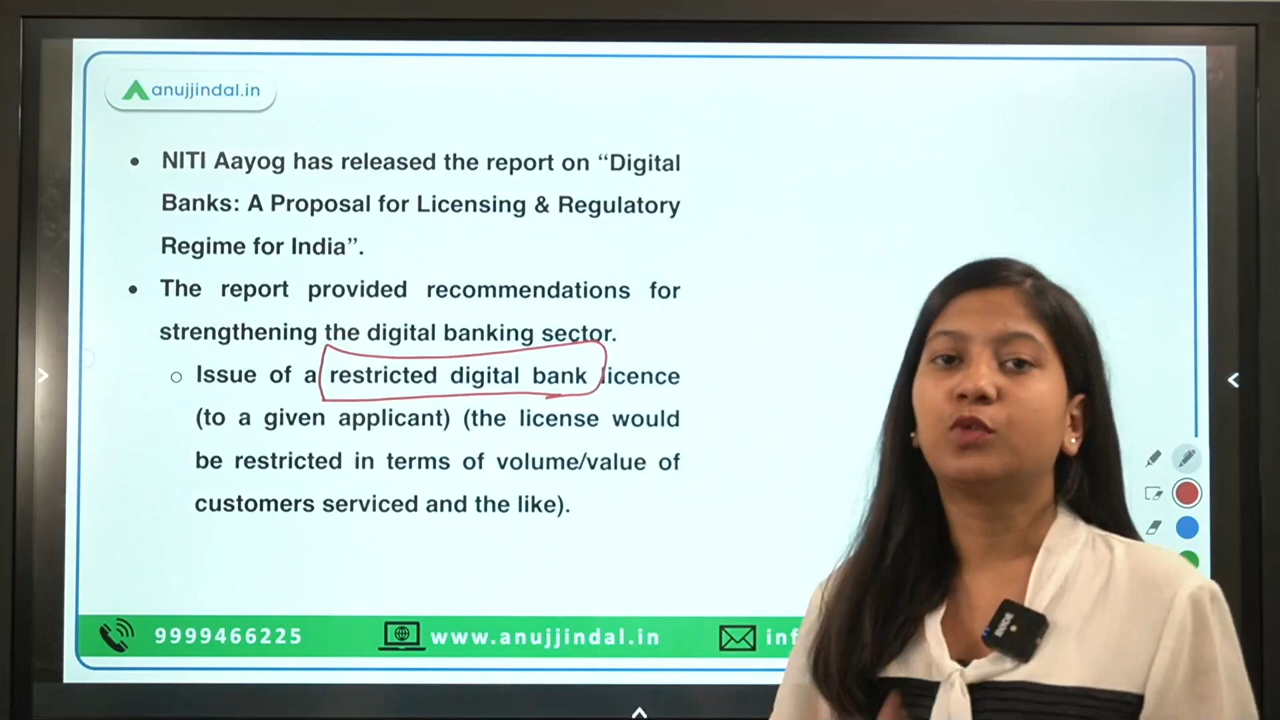 anujjindal.in
• NITI Aayog has released the report on “Digital
Banks: A Proposal for Licensing & Regulatory
Regime for India”.
• The report provided recommendations for
strengthening the digital banking sector.
○ Issue of a restricted digital bank licence
(to a given applicant) (the license would
be restricted in terms of volume/value of
customers serviced and the like).
9999466225 www.anujjindal.in